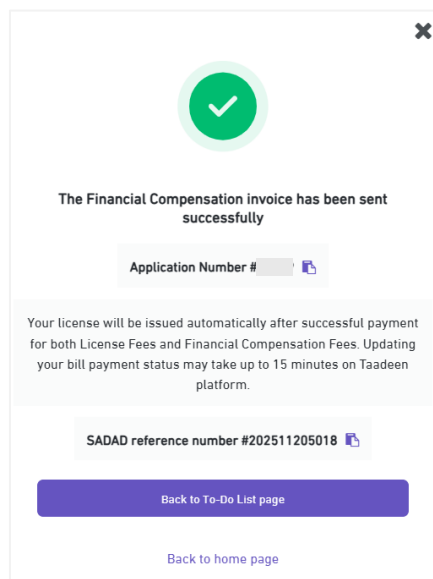 The Financial Compensation invoice has been sent
successfully
Application Number #
Your license will be issued automatically after successful payment
for both License Fees and Financial Compensation Fees. Updating
your bill payment status may take up to 15 minutes on Taadeen
platform.
SADAD reference number #202511205018
Back to To-Do List page
Back to home page